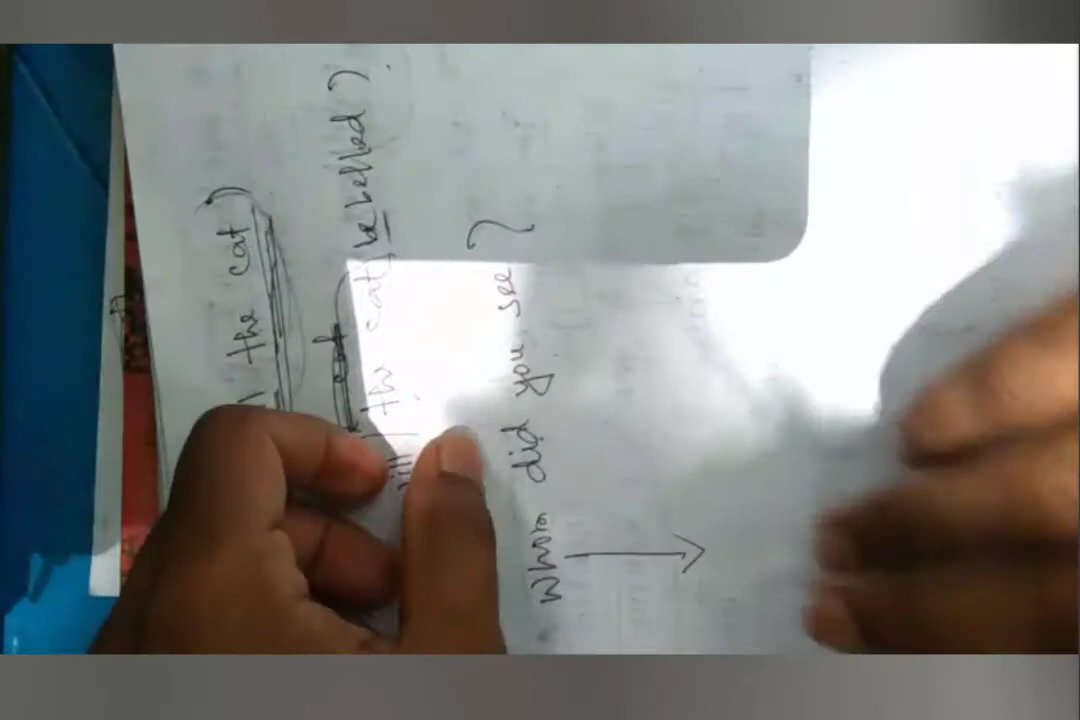 the cat)
the cat be belled ?
Whom did you see ?